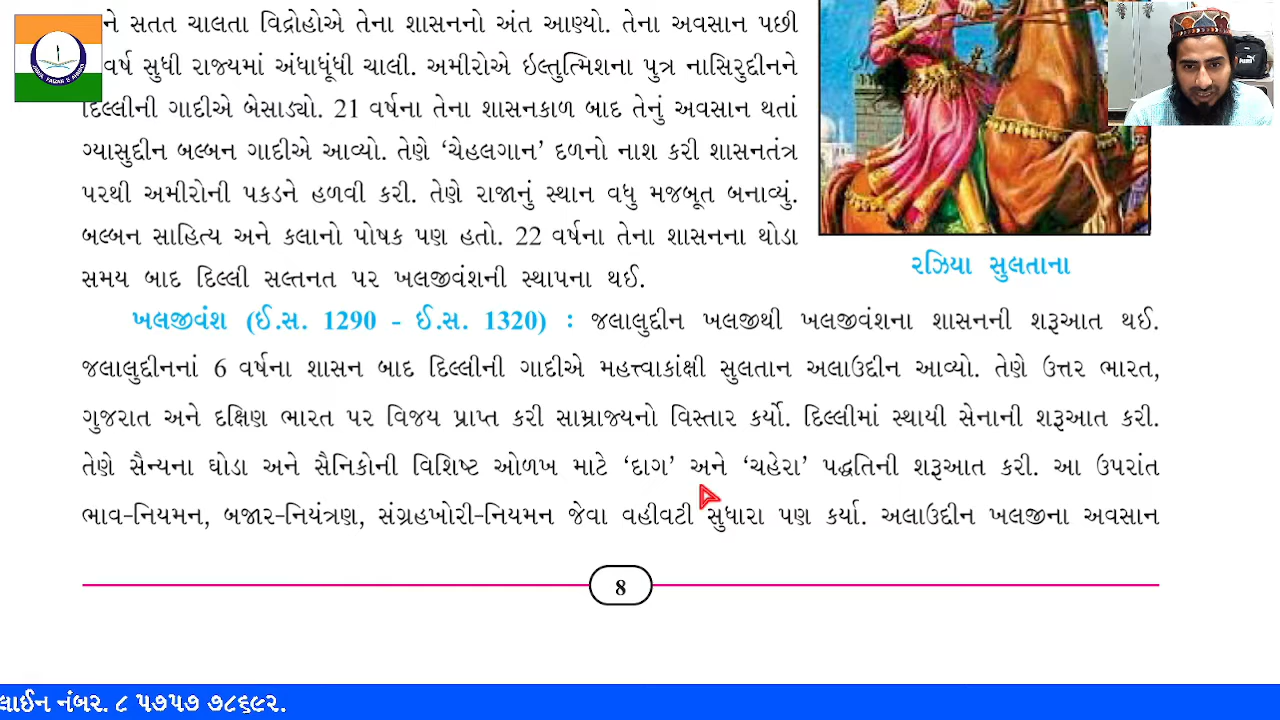 ને સતત ચાલતા વિદ્રોહોએ તેના શાસનનો અંત આણ્યો. તેના અવસાન પછી
વર્ષ સુધી રાજ્યમાં અંધાધૂંધી ચાલી. અમીરોએ ઇલ્તુત્મિશના પુત્ર નાસિરુદ્દીનને
દિલ્લીની ગાદીએ બેસાડ્યો. 21 વર્ષના તેના શાસનકાળ બાદ તેનું અવસાન થતાં
ગ્યાસુદ્દીન બલ્બન ગાદીએ આવ્યો. તેણે ‘ચેહલગાન’ દળનો નાશ કરી શાસનતંત્ર
પરથી અમીરોની પકડને હળવી કરી. તેણે રાજાનું સ્થાન વધુ મજબૂત બનાવ્યું.
બલ્બન સાહિત્ય અને કલાનો પોષક પણ હતો. 22 વર્ષના તેના શાસનના થોડા
સમય બાદ દિલ્લી સલ્તનત પર ખલજીવંશની સ્થાપના થઈ.
રઝિયા સુલતાના
ખલજીવંશ (ઈ.સ. 1290 - ઈ.સ. 1320) : જલાલુદ્દીન ખલજીથી ખલજીવંશના શાસનની શરૂઆત થઈ.
જલાલુદ્દીનનાં 6 વર્ષના શાસન બાદ દિલ્લીની ગાદીએ મહત્ત્વાકાંક્ષી સુલતાન અલાઉદ્દીન આવ્યો. તેણે ઉત્તર ભારત,
ગુજરાત અને દક્ષિણ ભારત પર વિજય પ્રાપ્ત કરી સામ્રાજ્યનો વિસ્તાર કર્યો. દિલ્લીમાં સ્થાયી સેનાની શરૂઆત કરી.
તેણે સૈન્યના ઘોડા અને સૈનિકોની વિશિષ્ટ ઓળખ માટે ‘દાગ’ અને ‘ચહેરા’ પદ્ધતિની શરૂઆત કરી. આ ઉપરાંત
ભાવ-નિયમન, બજાર-નિયંત્રણ, સંગ્રહખોરી-નિયમન જેવા વહીવટી સુધારા પણ કર્યા. અલાઉદ્દીન ખલજીના અવસાન
8
લાઈન નંબર. ૮ ૫૭૫૭ ૭૮૬૯૨.